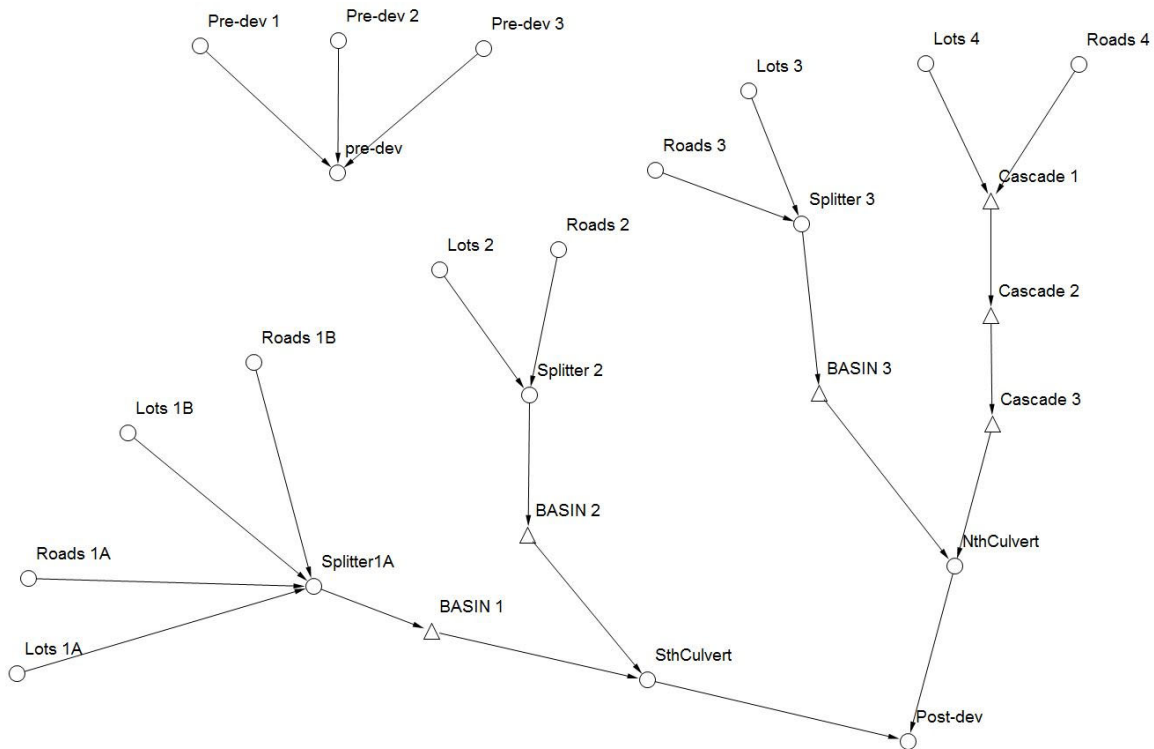 Pre-dev 1
Pre-dev 2
Pre-dev 3
pre-dev
Lots 4
Roads 4
Lots 3
Roads 3
Cascade 1
Splitter 3
Roads 2
Lots 2
Cascade 2
Roads 1B
Splitter 2
BASIN 3
Cascade 3
Lots 1B
BASIN 2
NthCulvert
Roads 1A
Splitter1A
BASIN 1
Lots 1A
SthCulvert
Post-dev